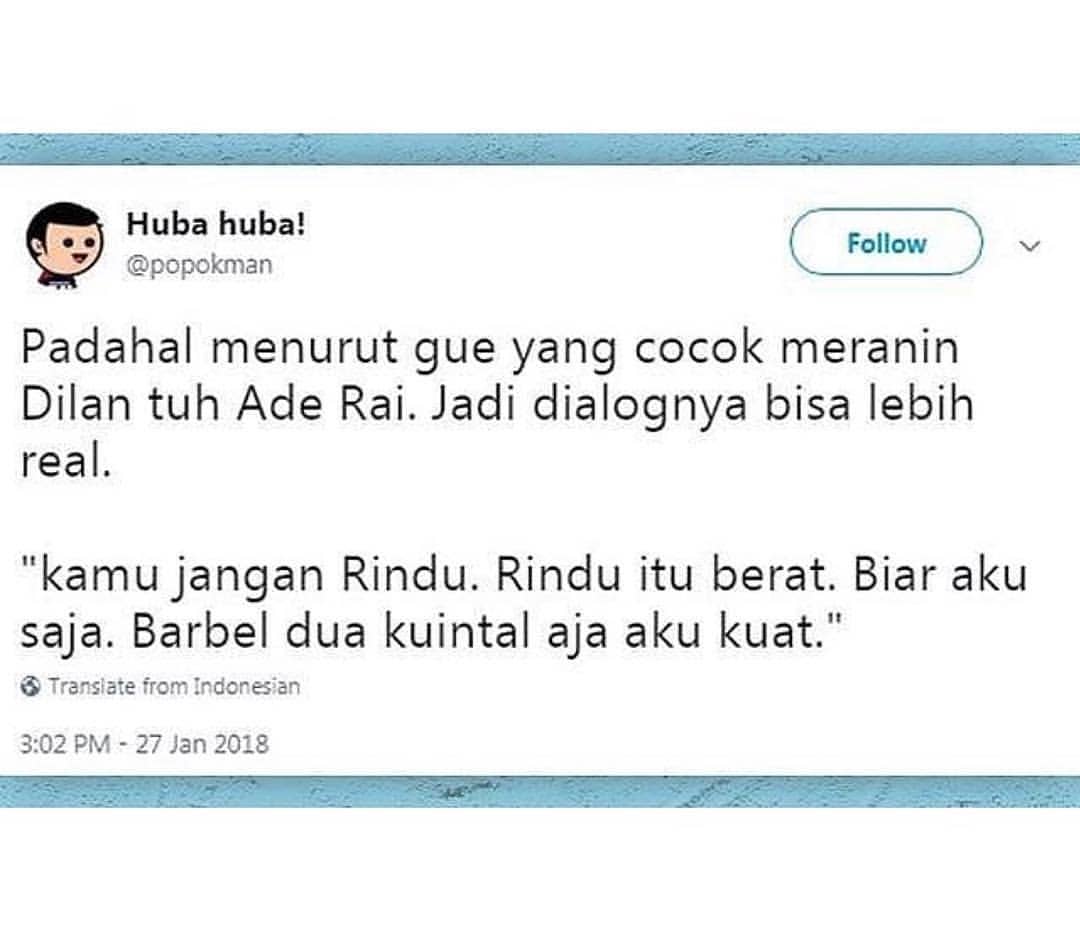 Huba huba!
@popokman
Follow
Padahal menurut gue yang cocok meranin
Dilan tuh Ade Rai. Jadi dialognya bisa lebih
real.
"kamu jangan Rindu. Rindu itu berat. Biar aku
saja. Barbel dua kuintal aja aku kuat."
Translate from Indonesian
3:02 PM - 27 Jan 2018